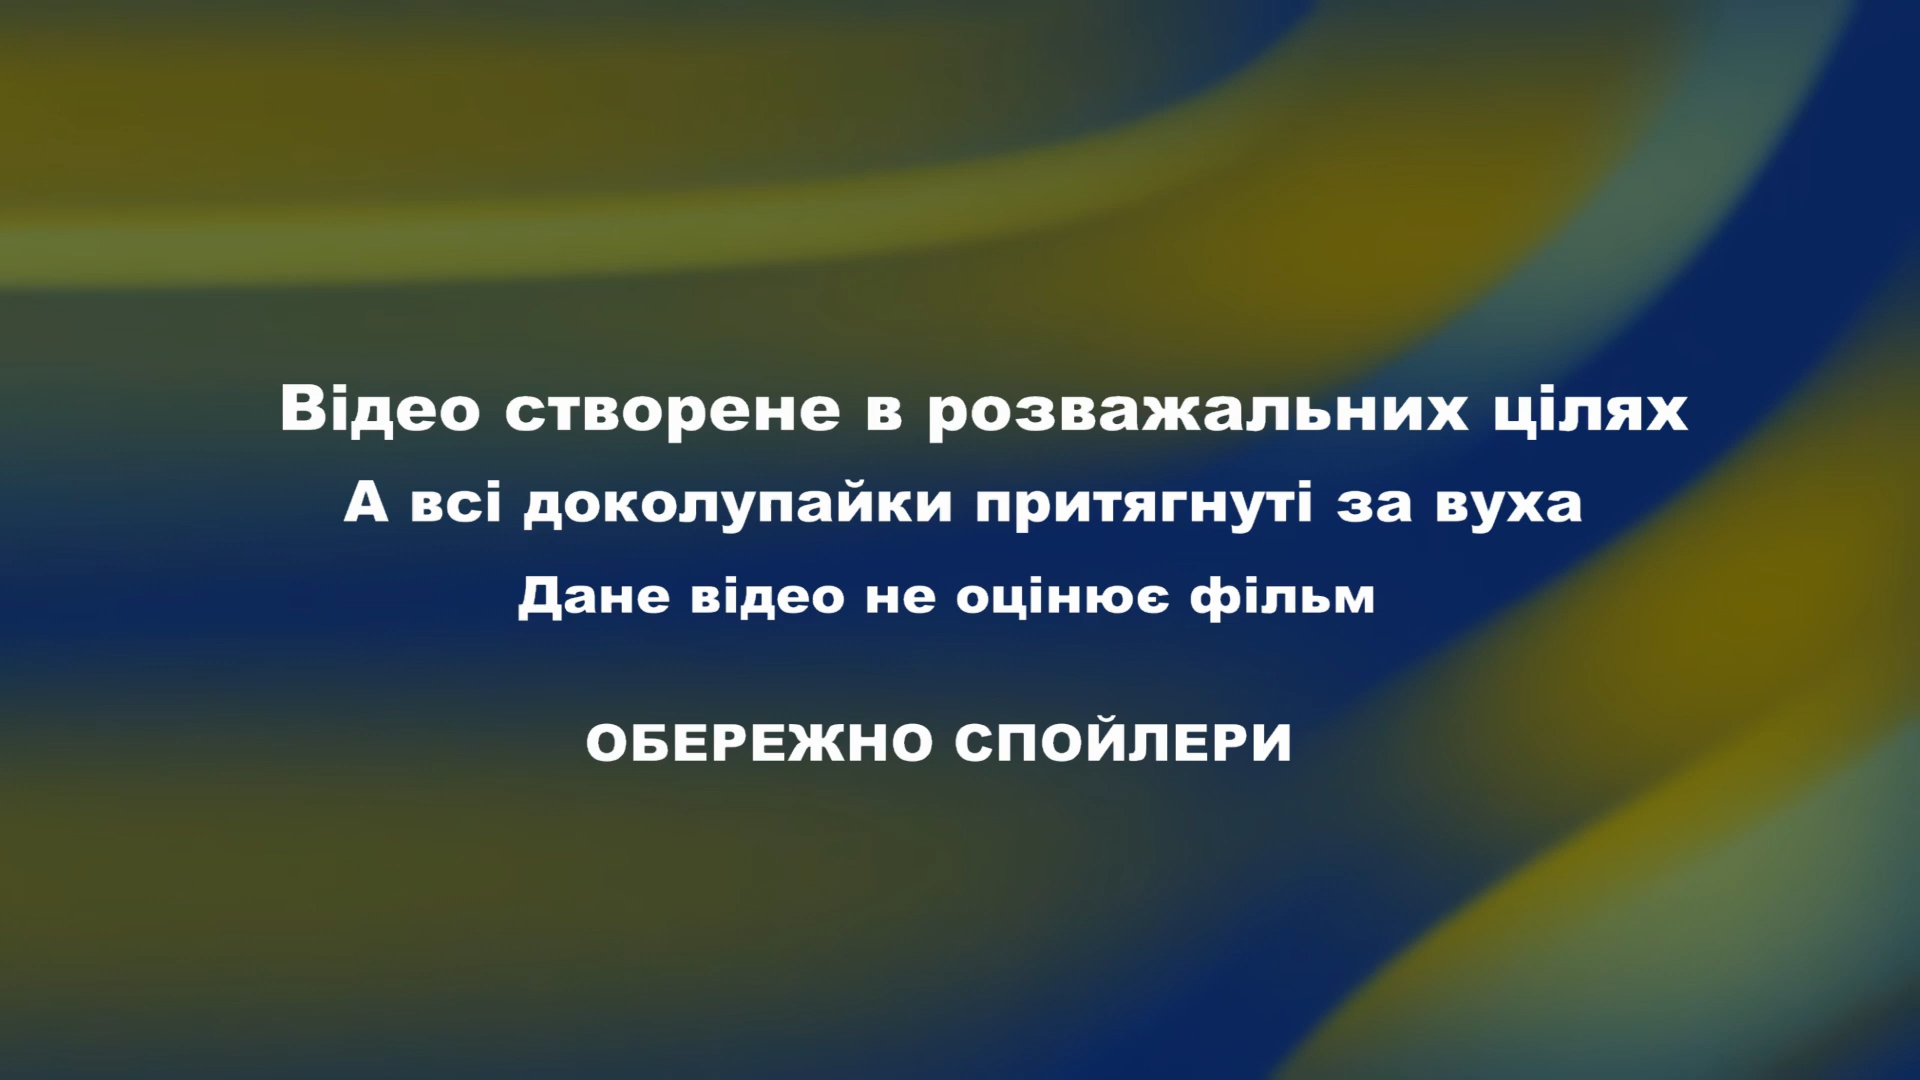 Відео створене в розважальних цілях
А всі доколупайки притягнуті за вуха
Дане відео не оцінює фільм
ОБЕРЕЖНО СПОЙЛЕРИ